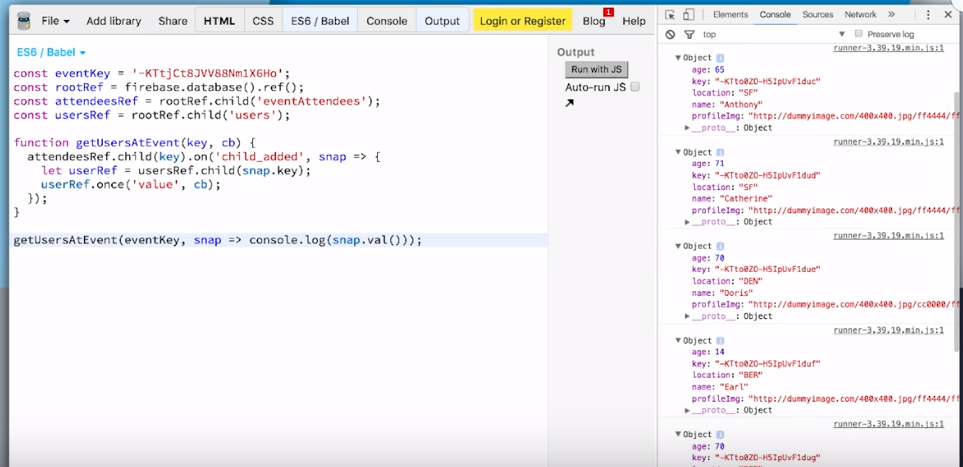 File Add library Share HTML CSS ES6 / Babel Console Output Login or Register Blog 1 Help
ES6 / Babel
const eventKey = '-KTtjCt8JVV88Nm1X6Ho';
const rootRef = firebase.database().ref();
const attendeesRef = rootRef.child('eventAttendees');
const usersRef = rootRef.child('users');
function getUsersAtEvent(key, cb) {
attendeesRef.child(key).on('child_added', snap => {
let userRef = usersRef.child(snap.key);
userRef.once('value', cb);
});
}
getUsersAtEvent(eventKey, snap => console.log(snap.val()));
Output
Run with JS
Auto-run JS
Elements Console Sources Network »
top Preserve log
runner-3.39.19.min.js:1
Object
age: 65
key: "-KTto0ZO-H5IpUvF1duc"
location: "SF"
name: "Anthony"
profileImg: "http://dummyimage.com/400x400.jpg/ff4444/ff
__proto__: Object
runner-3.39.19.min.js:1
Object
age: 71
key: "-KTto0ZO-H5IpUvF1dud"
location: "SF"
name: "Catherine"
profileImg: "http://dummyimage.com/400x400.jpg/ff4444/ff
__proto__: Object
runner-3.39.19.min.js:1
Object
age: 70
key: "-KTto0ZO-H5IpUvF1due"
location: "DEN"
name: "Doris"
profileImg: "http://dummyimage.com/400x400.jpg/cc0000/ff
__proto__: Object
runner-3.39.19.min.js:1
Object
age: 14
key: "-KTto0ZO-H5IpUvF1duf"
location: "BER"
name: "Earl"
profileImg: "http://dummyimage.com/400x400.jpg/ff4444/ff
__proto__: Object
runner-3.39.19.min.js:1
Object
age: 70
key: "-KTto0ZO-H5IpUvF1dug"